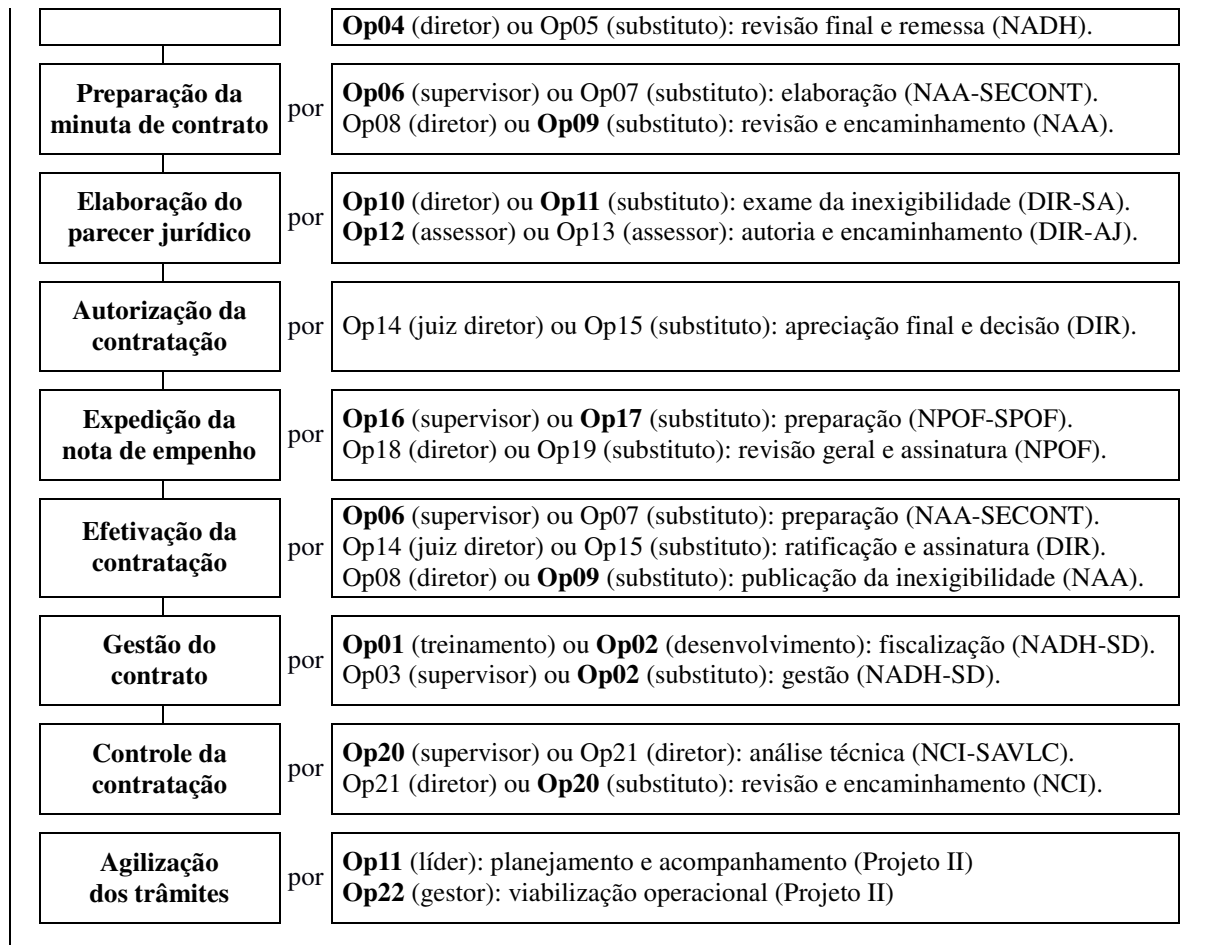 Op04 (diretor) ou Op05 (substituto): revisão final e remessa (NADH).
Preparação da
minuta de contrato
por
Op06 (supervisor) ou Op07 (substituto): elaboração (NAA-SECONT).
Op08 (diretor) ou Op09 (substituto): revisão e encaminhamento (NAA).
Elaboração do
parecer jurídico
por
Op10 (diretor) ou Op11 (substituto): exame da inexigibilidade (DIR-SA).
Op12 (assessor) ou Op13 (assessor): autoria e encaminhamento (DIR-AJ).
Autorização da
contratação
por
Op14 (juiz diretor) ou Op15 (substituto): apreciação final e decisão (DIR).
Expedição da
nota de empenho
por
Op16 (supervisor) ou Op17 (substituto): preparação (NPOF-SPOF).
Op18 (diretor) ou Op19 (substituto): revisão geral e assinatura (NPOF).
Efetivação da
contratação
por
Op06 (supervisor) ou Op07 (substituto): preparação (NAA-SECONT).
Op14 (juiz diretor) ou Op15 (substituto): ratificação e assinatura (DIR).
Op08 (diretor) ou Op09 (substituto): publicação da inexigibilidade (NAA).
Gestão do
contrato
por
Op01 (treinamento) ou Op02 (desenvolvimento): fiscalização (NADH-SD).
Op03 (supervisor) ou Op02 (substituto): gestão (NADH-SD).
Controle da
contratação
por
Op20 (supervisor) ou Op21 (diretor): análise técnica (NCI-SAVLC).
Op21 (diretor) ou Op20 (substituto): revisão e encaminhamento (NCI).
Agilização
dos trâmites
por
Op11 (líder): planejamento e acompanhamento (Projeto II)
Op22 (gestor): viabilização operacional (Projeto II)